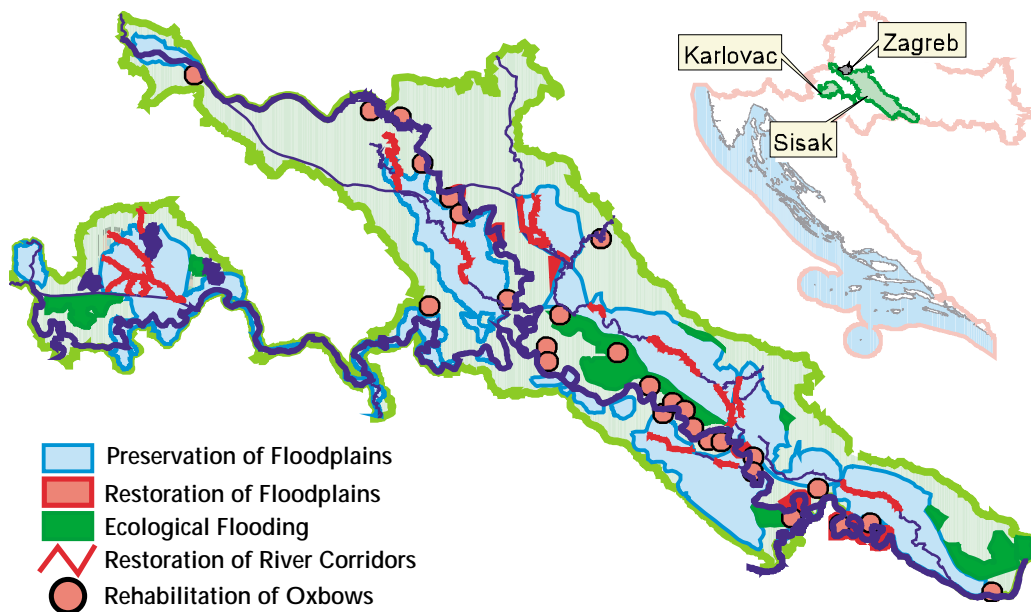 Karlovac
Zagreb
Sisak
Preservation of Floodplains
Restoration of Floodplains
Ecological Flooding
Restoration of River Corridors
Rehabilitation of Oxbows